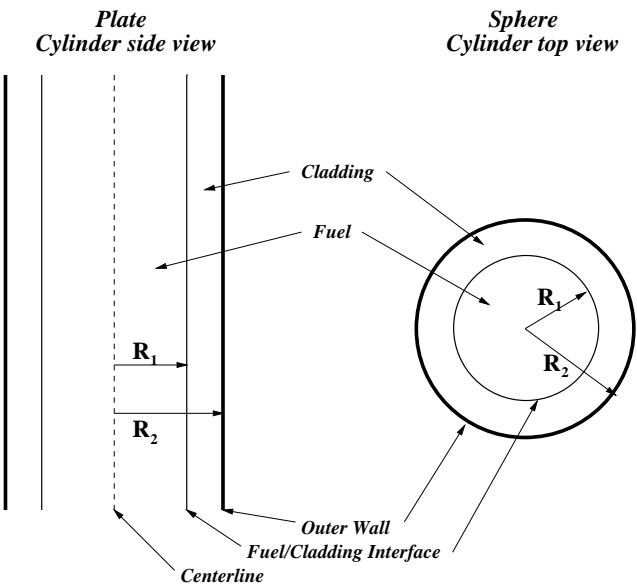 Plate
Cylinder side view
Sphere
Cylinder top view
Cladding
Fuel
R₁
R₂
R₁
R₂
Outer Wall
Fuel/Cladding Interface
Centerline